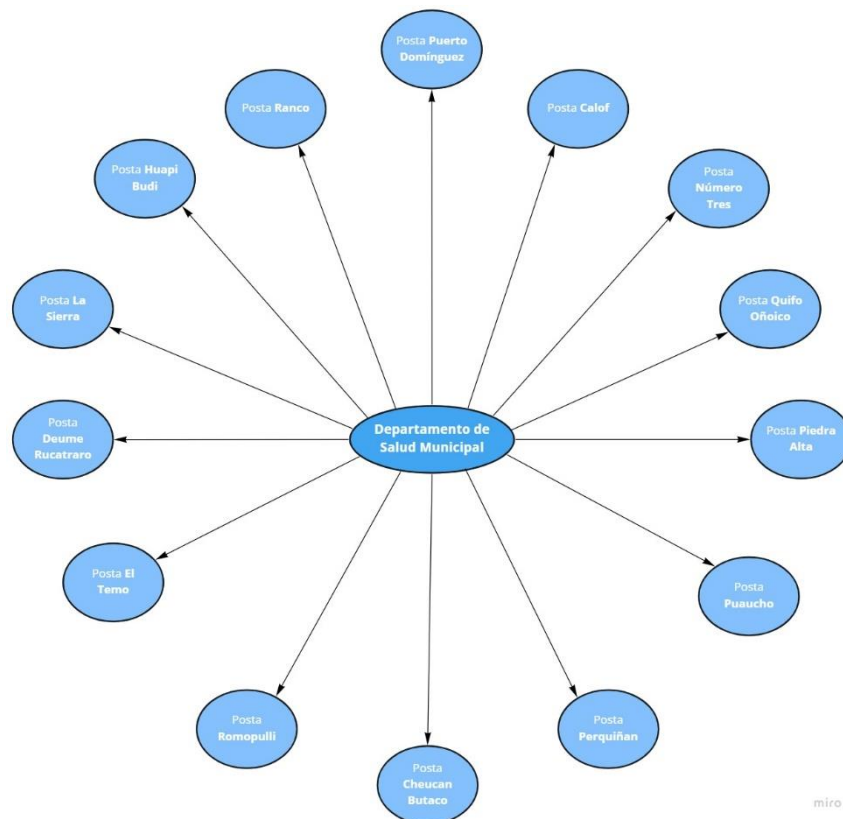 Posta Puerto
Domínguez
Posta Ranco
Posta Calof
Posta Huapi
Budi
Posta
Número
Tres
Posta La
Sierra
Posta Quifo
Oñoico
Departamento de
Salud Municipal
Posta
Deume
Rucatraro
Posta Piedra
Alta
Posta El
Temo
Posta
Puaucho
Posta
Romopulli
Posta
Perquiñan
Posta
Cheucan
Butaco
miro